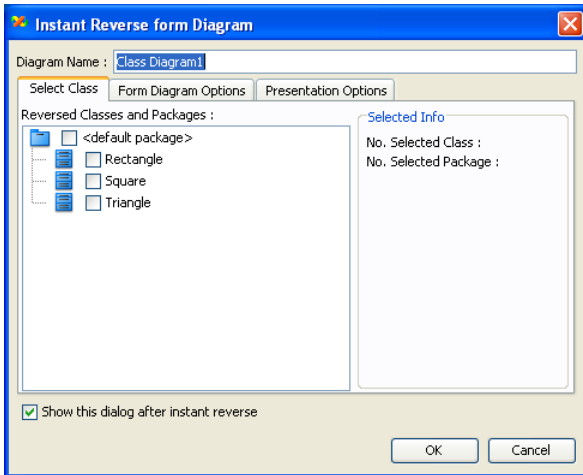 Instant Reverse form Diagram
Diagram Name : Class Diagram1
Select Class Form Diagram Options Presentation Options
Reversed Classes and Packages :
<default package>
Rectangle
Square
Triangle
Selected Info
No. Selected Class :
No. Selected Package :
Show this dialog after instant reverse
OK Cancel